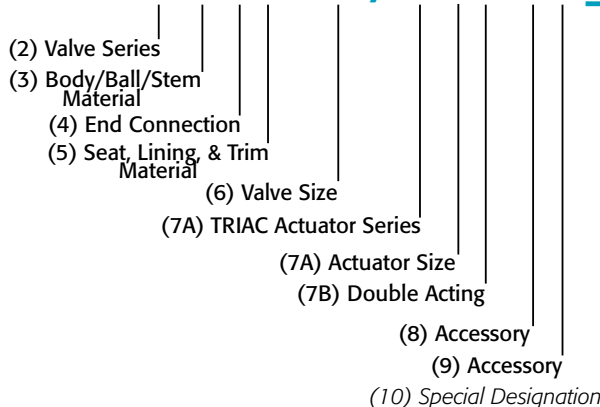 (2) Valve Series
(3) Body/Ball/Stem
Material
(4) End Connection
(5) Seat, Lining, & Trim
Material
(6) Valve Size
(7A) TRIAC Actuator Series
(7A) Actuator Size
(7B) Double Acting
(8) Accessory
(9) Accessory
(10) Special Designation